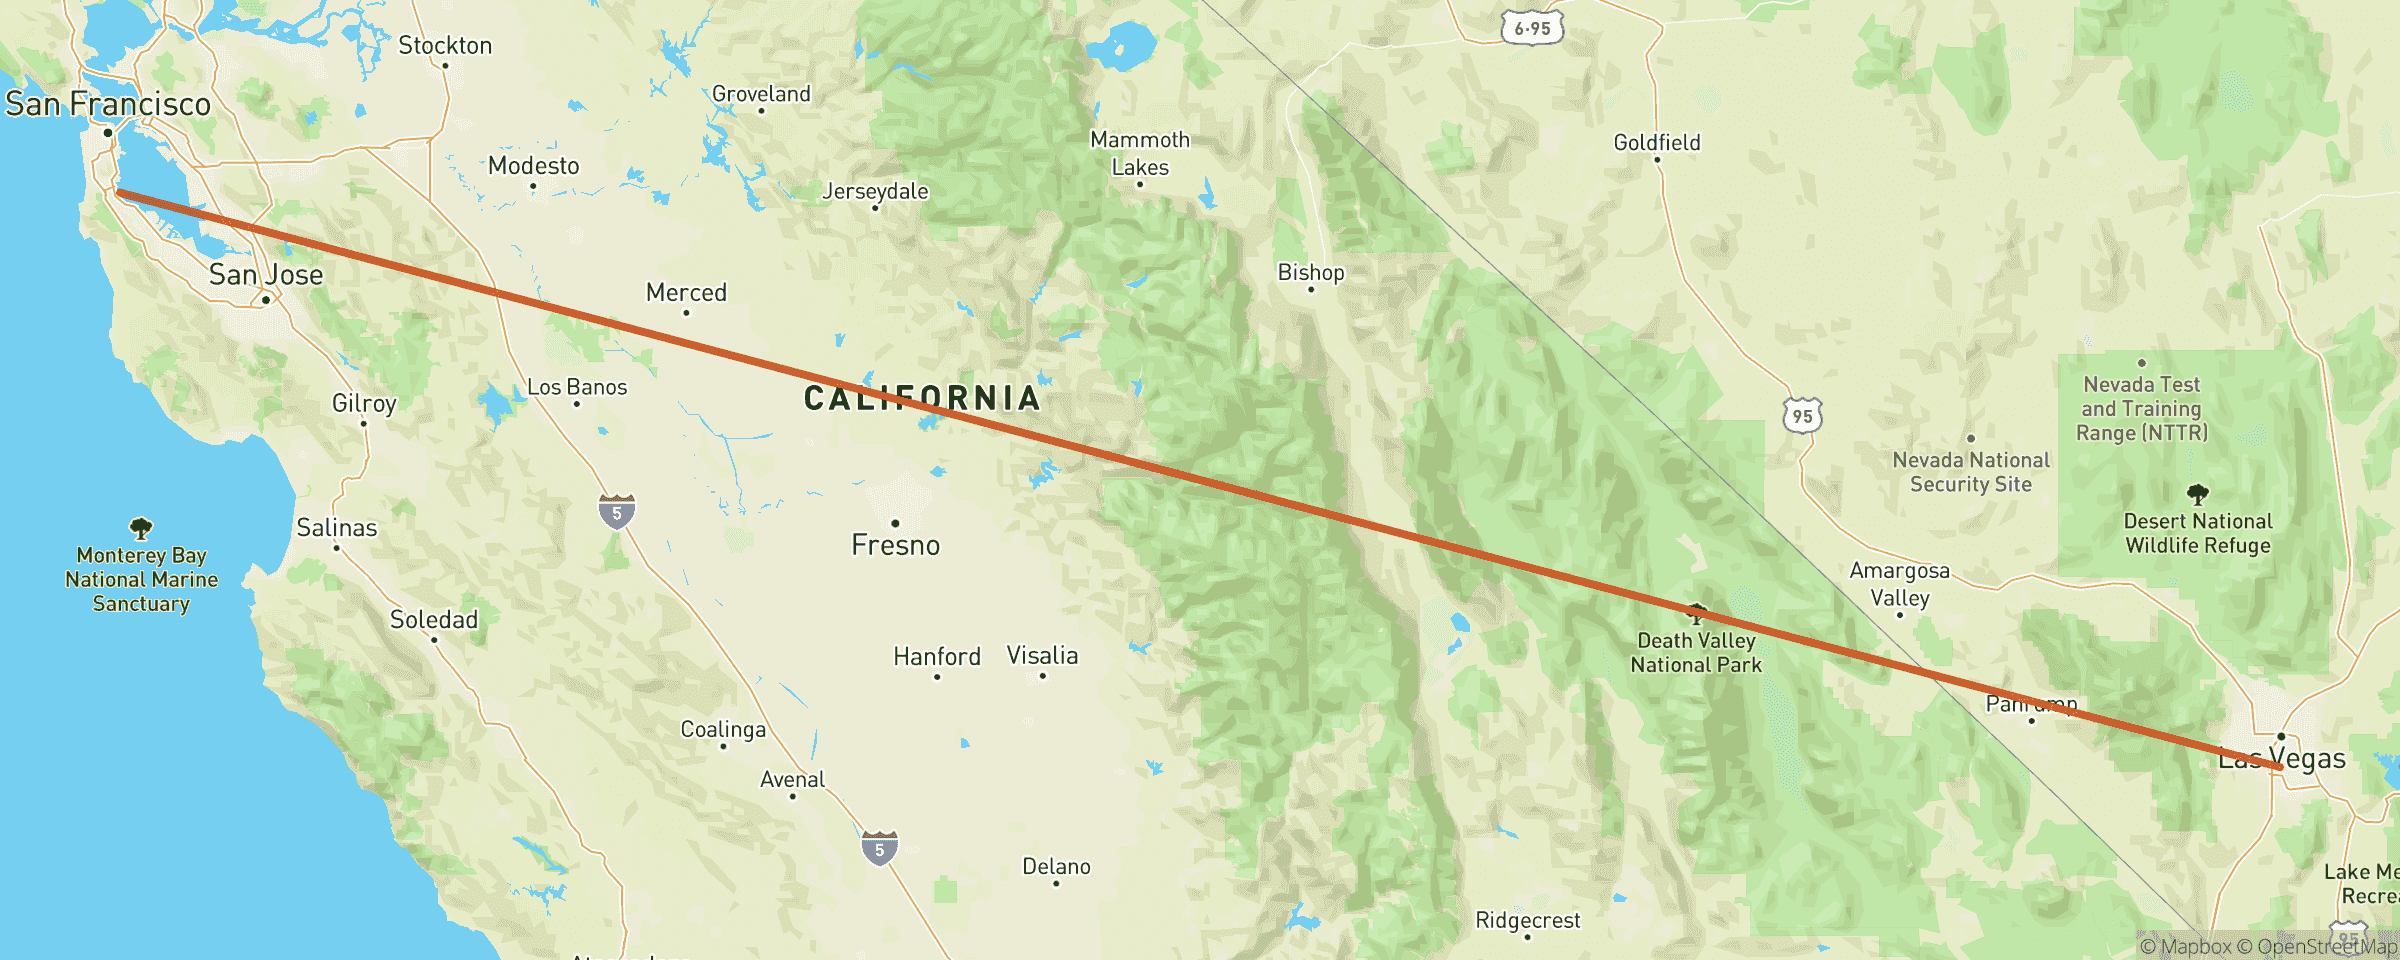 6-95
Stockton
San Francisco
Groveland
Mammoth
Lakes
Goldfield
Modesto
Jerseydale
San Jose
Bishop
Merced
Los Banos
CALIFORNIA
Gilroy
95
Nevada Test
and Training
Range (NTTR)
Nevada National
Security Site
5
Salinas
Fresno
Desert National
Wildlife Refuge
Monterey Bay
National Marine
Sanctuary
Amargosa
Valley
Soledad
Hanford
Visalia
Death Valley
National Park
Pahrump
Coalinga
Las Vegas
Avenal
5
Delano
Lake Me
Recrea
Ridgecrest
95
© Mapbox © OpenStreetMap